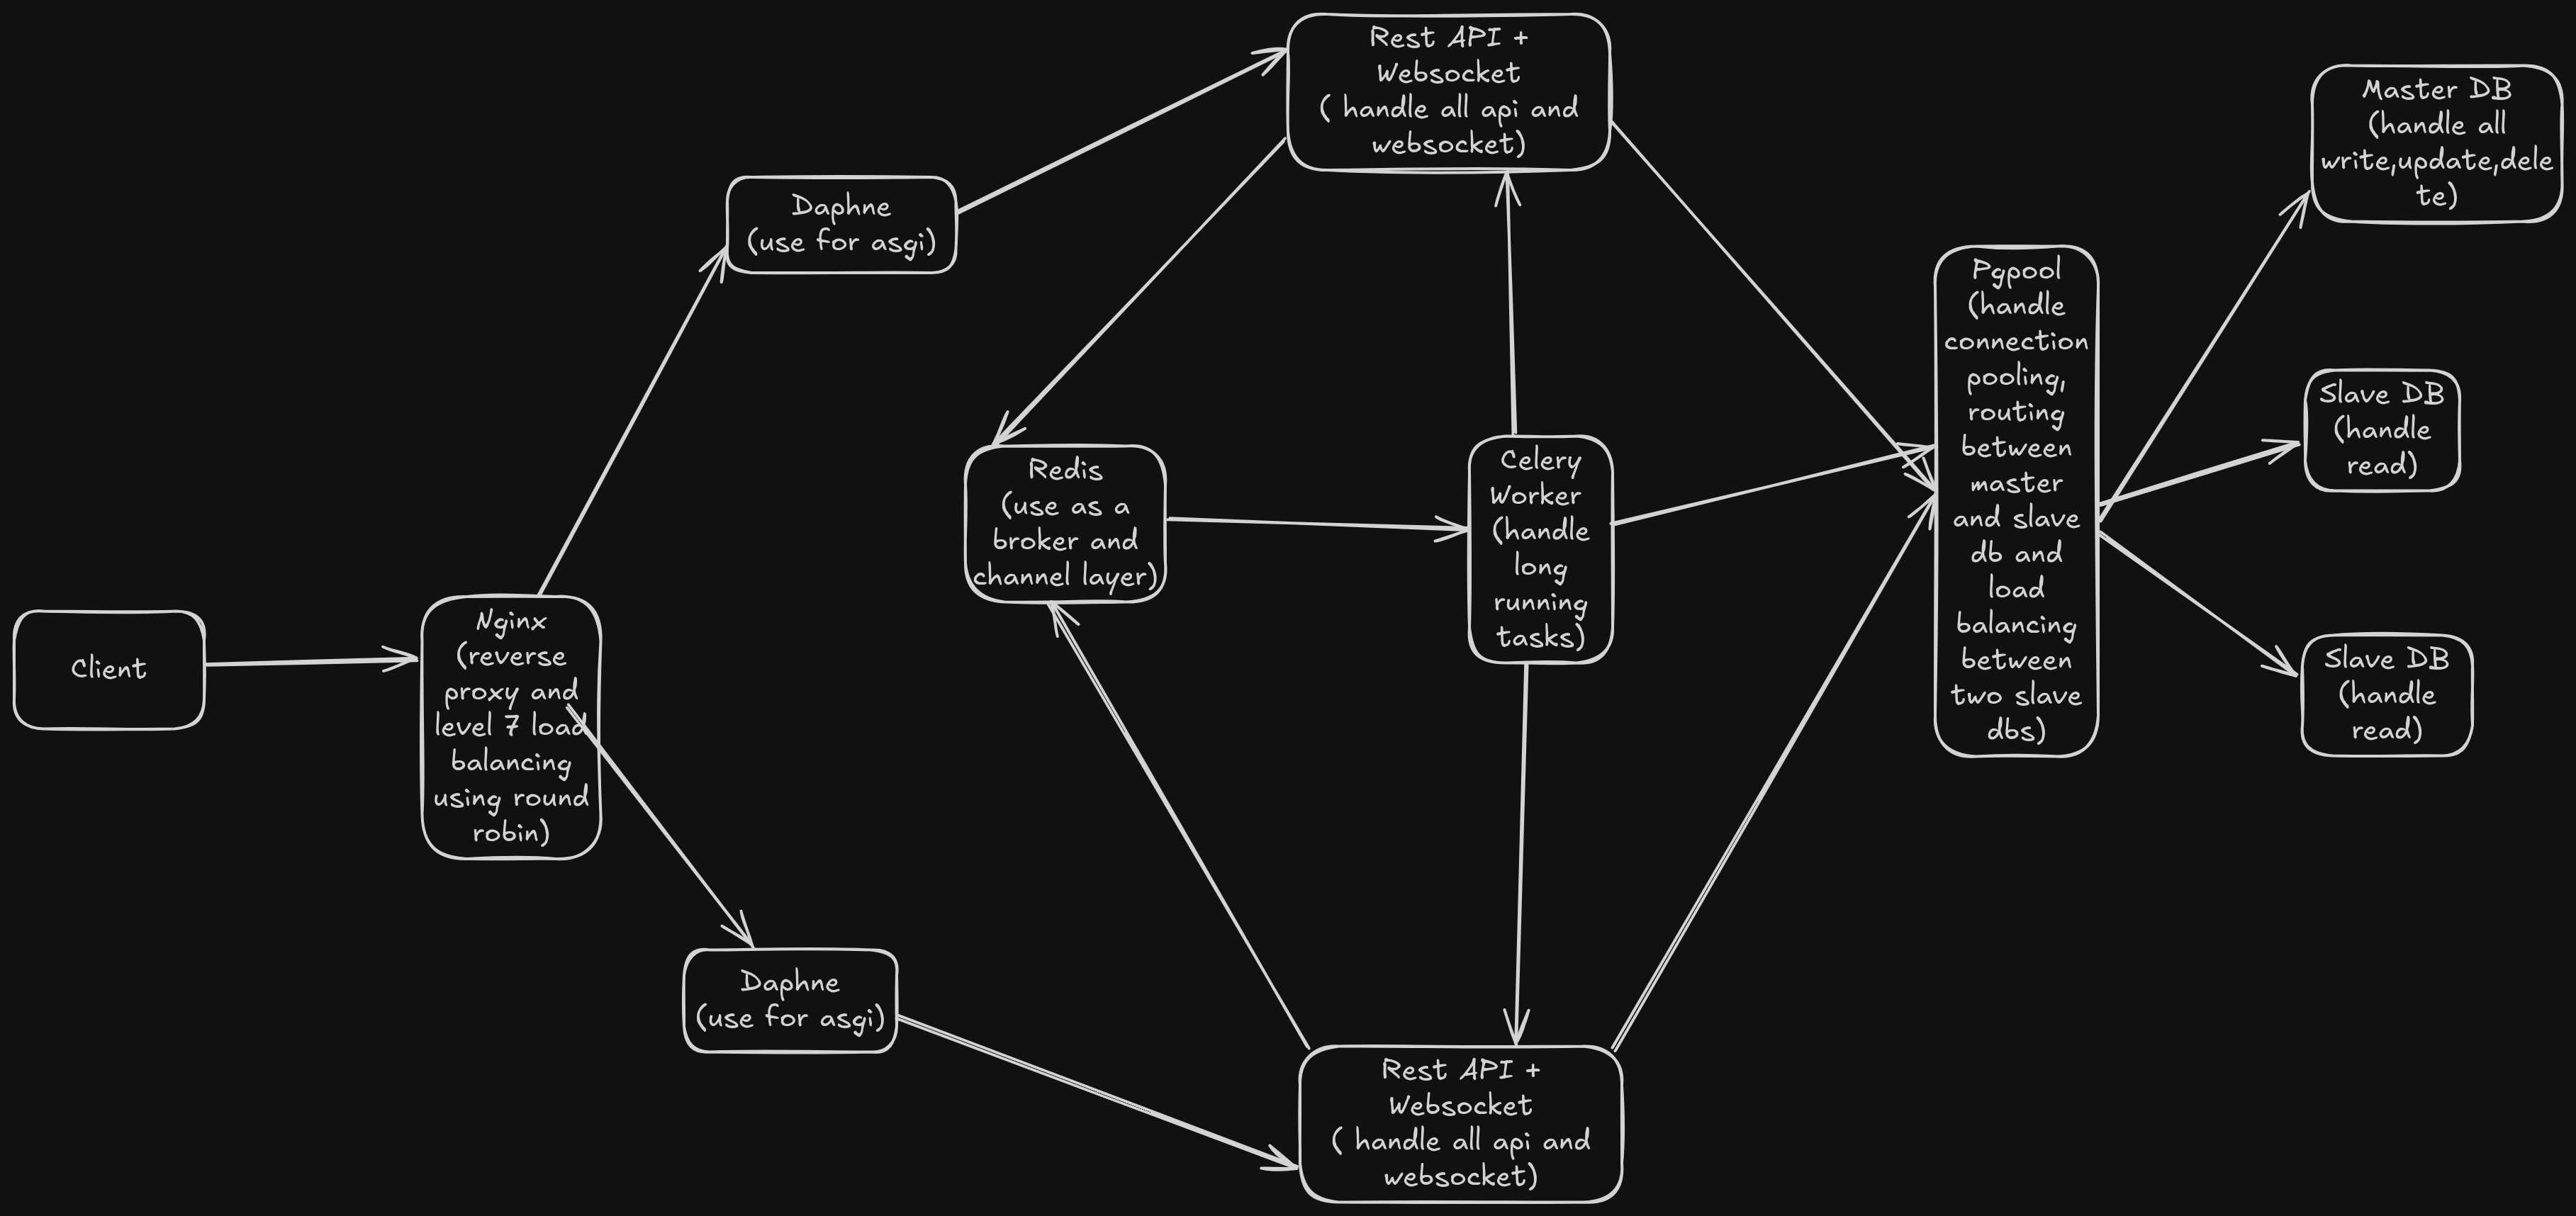 Client
Nginx
(reverse
proxy and
level 7 load
balancing
using round
robin)
Daphne
(use for asgi)
Daphne
(use for asgi)
Rest API +
Websocket
( handle all api and
websocket)
Redis
(use as a
broker and
channel layer)
Celery
Worker
(handle
long
running
tasks)
Rest API +
Websocket
( handle all api and
websocket)
Pgpool
(handle
connection
pooling,
routing
between
master
and slave
db and
load
balancing
between
two slave
dbs)
Master DB
(handle all
write,update,dele
te)
Slave DB
(handle
read)
Slave DB
(handle
read)